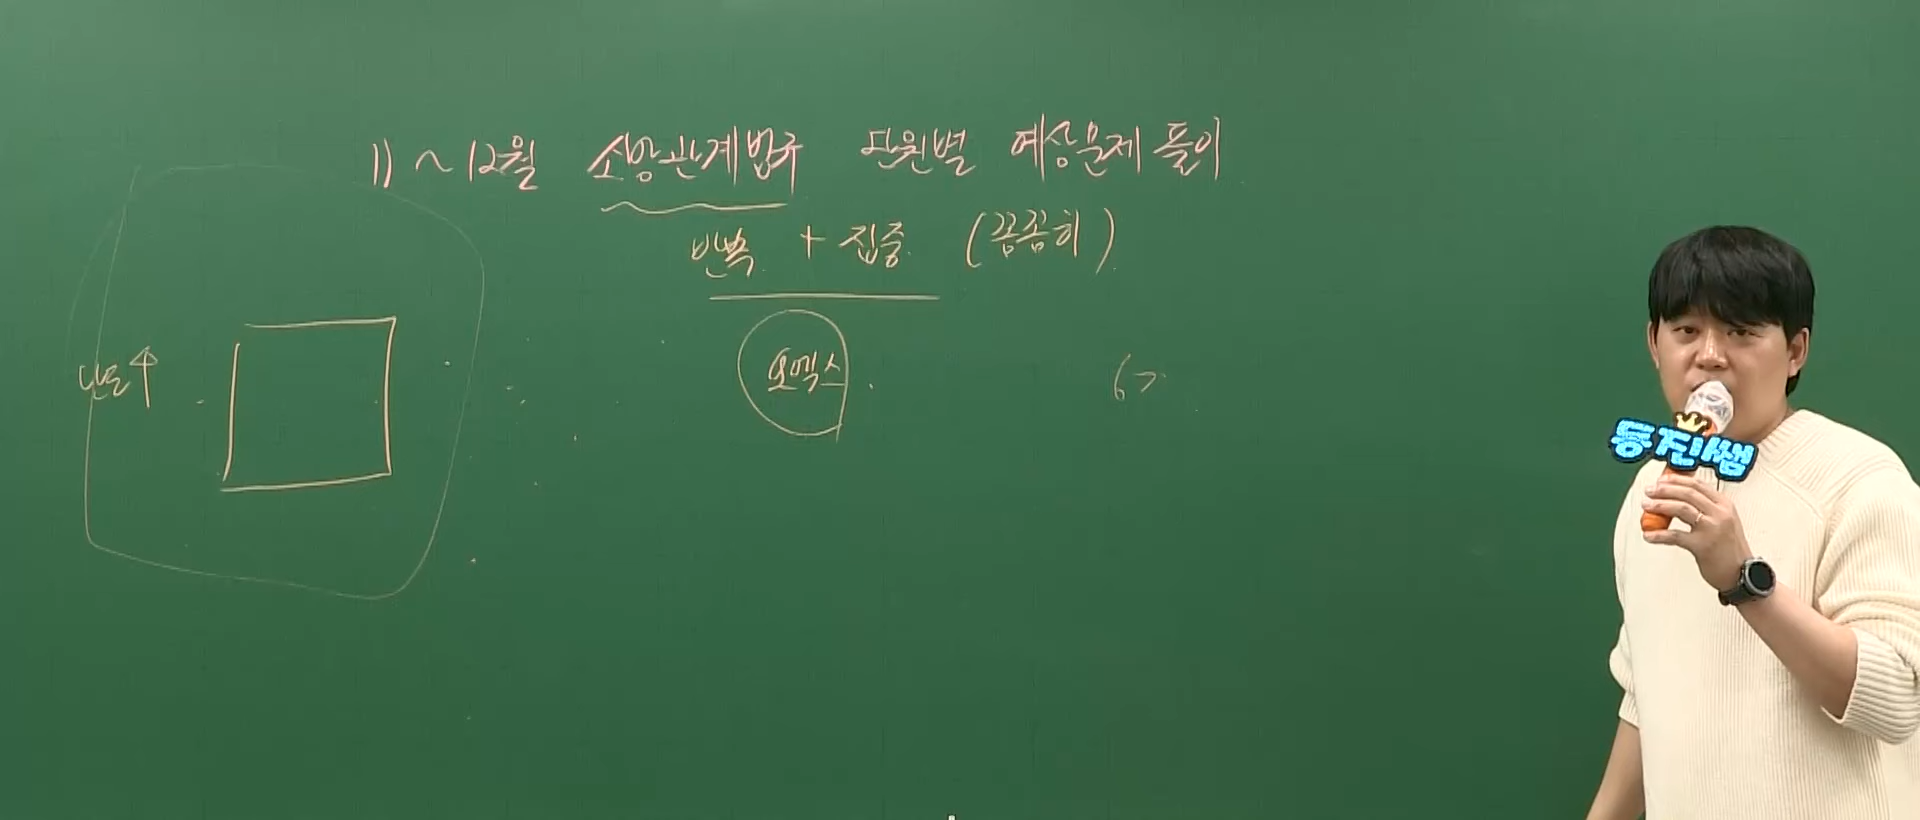 11 ~ 12월 소방관계법규 단원별 예상문제 풀이
반복 + 집중 (꼼꼼히)
난도↑
오엑스
동진쌤